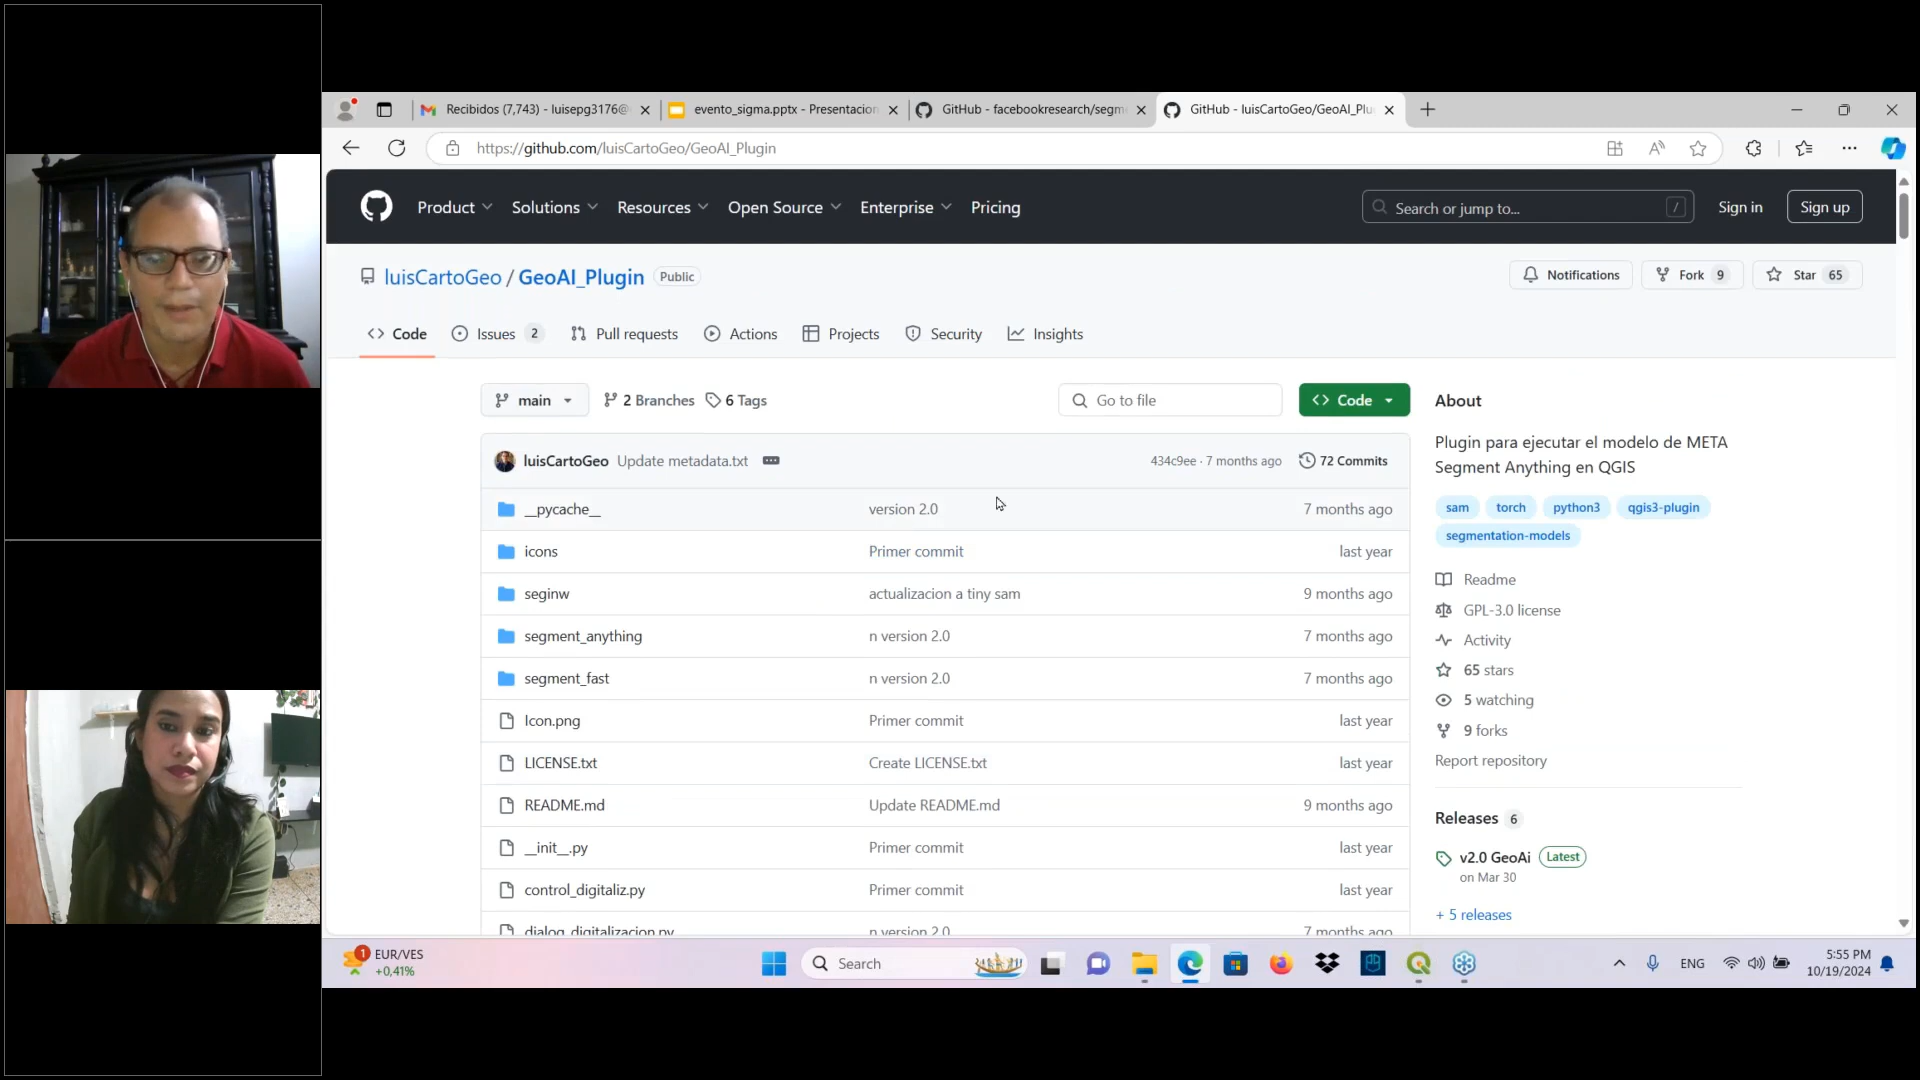 Recibidos (7,743) - luisepg3176@
evento_sigma.pptx - Presentacion
GitHub - facebookresearch/segm
GitHub - luisCartoGeo/GeoAI_Plu
https://github.com/luisCartoGeo/GeoAI_Plugin
Product
Solutions
Resources
Open Source
Enterprise
Pricing
Search or jump to...
/
Sign in
Sign up
luisCartoGeo / GeoAI_Plugin
Public
Notifications
Fork 9
Star 65
Code
Issues 2
Pull requests
Actions
Projects
Security
Insights
main
2 Branches
6 Tags
Go to file
Code
luisCartoGeo Update metadata.txt
434c9ee · 7 months ago
72 Commits
__pycache__ version 2.0 7 months ago
icons Primer commit last year
seginw actualizacion a tiny sam 9 months ago
segment_anything n version 2.0 7 months ago
segment_fast n version 2.0 7 months ago
Icon.png Primer commit last year
LICENSE.txt Create LICENSE.txt last year
README.md Update README.md 9 months ago
__init__.py Primer commit last year
control_digitaliz.py Primer commit last year
dialog_digitalizacion.py n version 2.0 7 months ago
About
Plugin para ejecutar el modelo de META
Segment Anything en QGIS
sam torch python3 qgis3-plugin
segmentation-models
Readme
GPL-3.0 license
Activity
65 stars
5 watching
9 forks
Report repository
Releases 6
v2.0 GeoAi Latest
on Mar 30
+ 5 releases
1
EUR/VES
+0,41%
Search
ENG
5:55 PM
10/19/2024